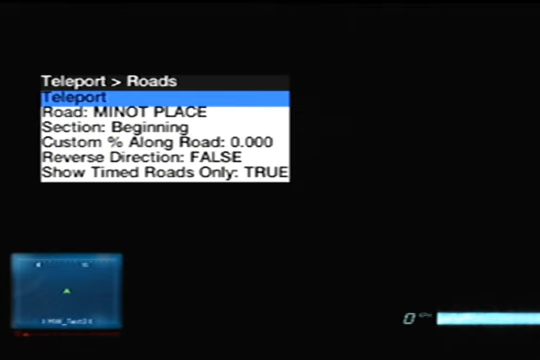 Teleport > Roads
Teleport
Road: MINOT PLACE
Section: Beginning
Custom % Along Road: 0.000
Reverse Direction: FALSE
Show Timed Roads Only: TRUE
0